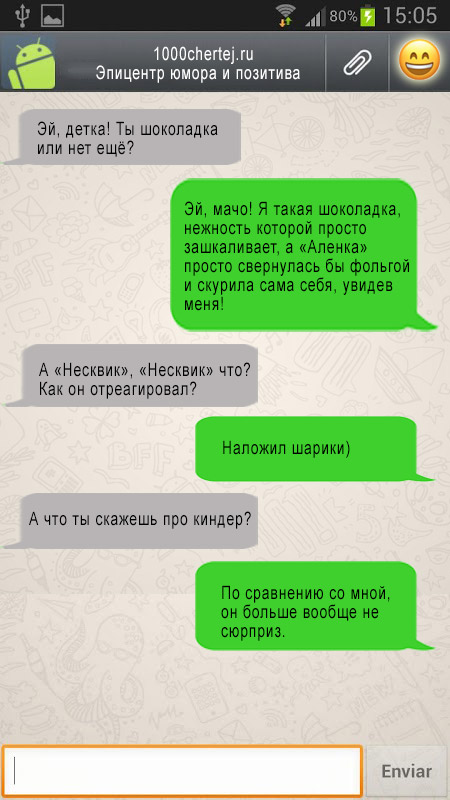 80% 15:05
1000chertej.ru
Эпицентр юмора и позитива
Эй, детка! Ты шоколадка
или нет ещё?
Эй, мачо! Я такая шоколадка,
нежность которой просто
зашкаливает, а «Аленка»
просто свернулась бы фольгой
и скурила сама себя, увидев
меня!
А «Несквик», «Несквик» что?
Как он отреагировал?
Наложил шарики)
А что ты скажешь про киндер?
По сравнению со мной,
он больше вообще не
сюрприз.
Enviar